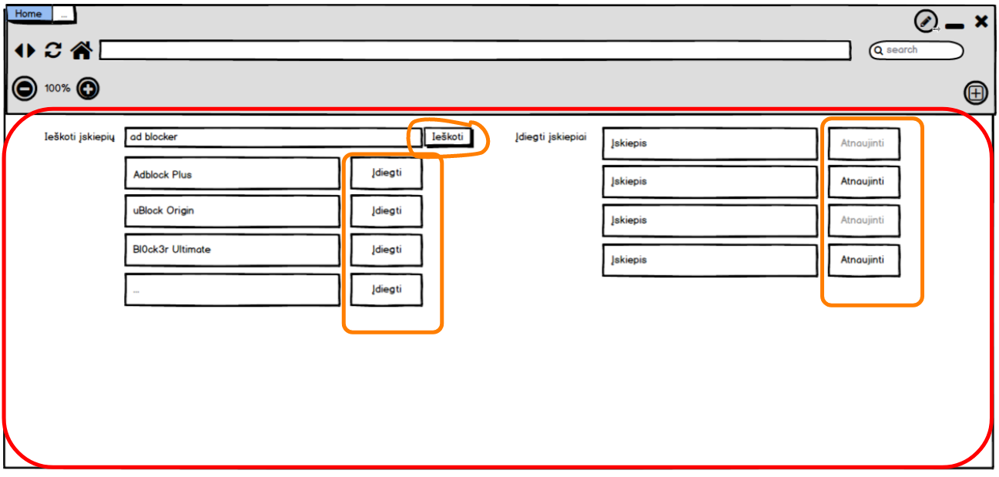 Home
...
search
100%
Ieškoti įskiepių
ad blocker
Ieškoti
Adblock Plus
Įdiegti
uBlock Origin
Įdiegti
Bl0ck3r Ultimate
Įdiegti
...
Įdiegti
Įdiegti įskiepiai
Įskiepis
Atnaujinti
Įskiepis
Atnaujinti
Įskiepis
Atnaujinti
Įskiepis
Atnaujinti